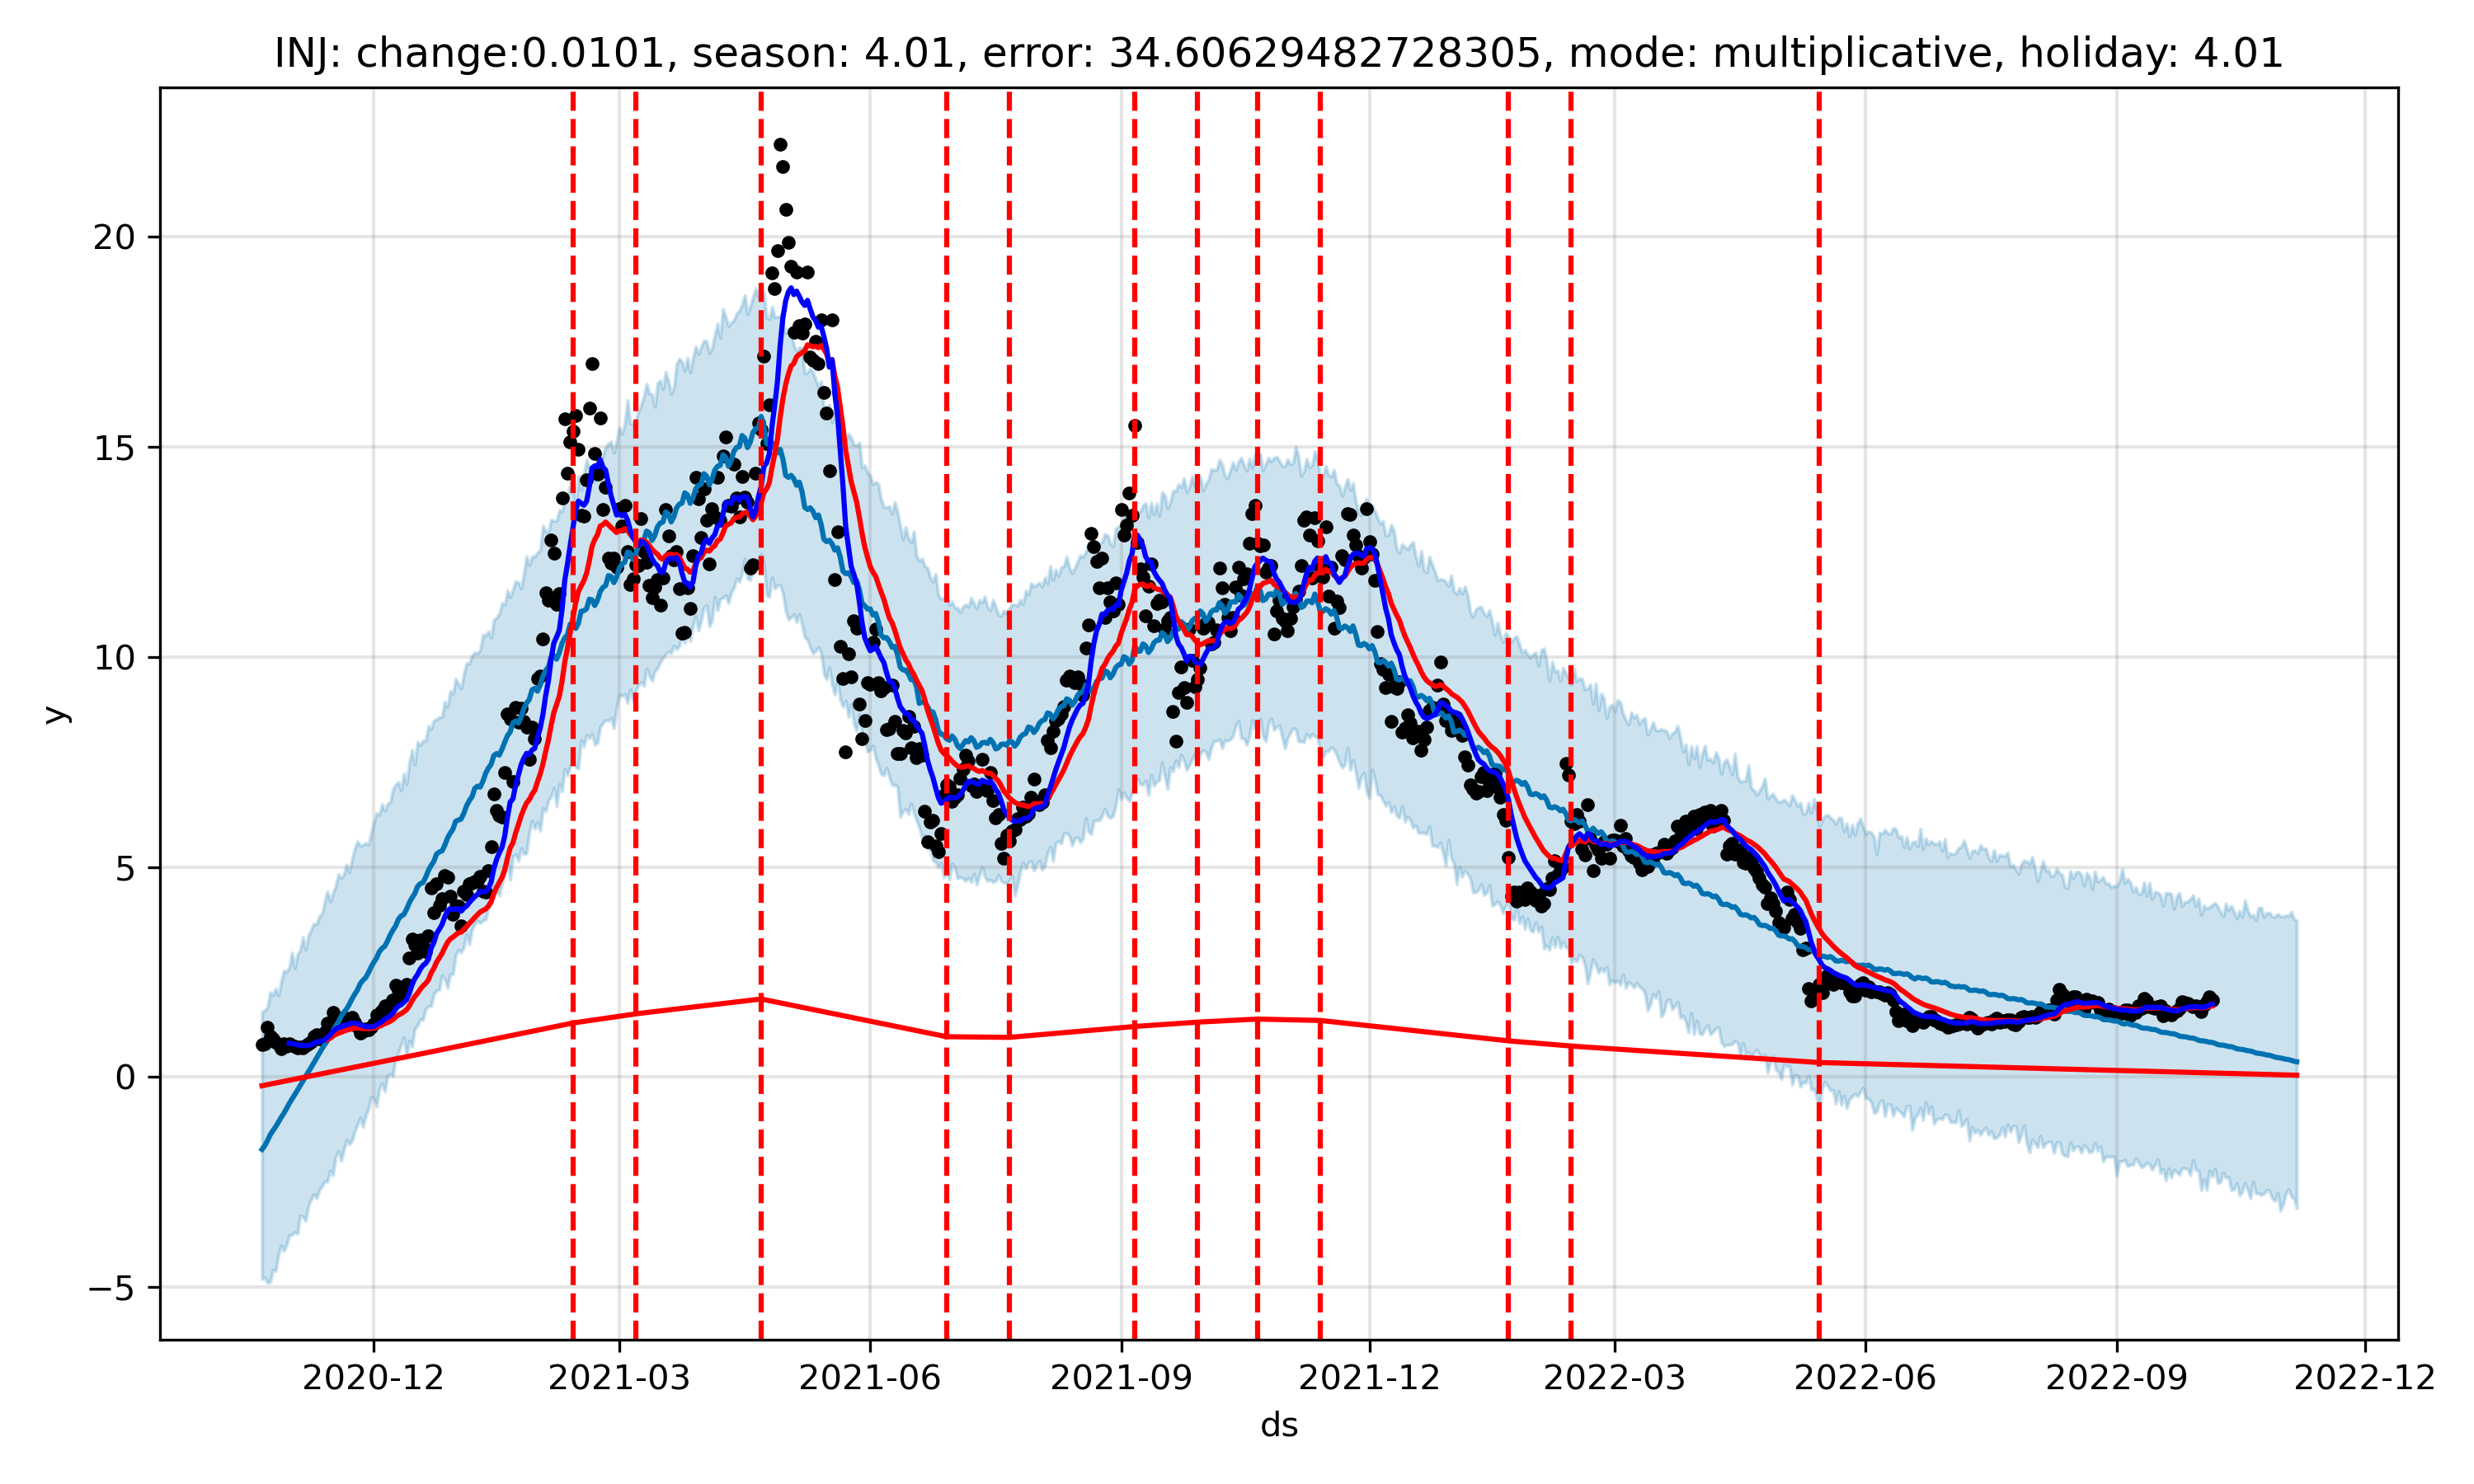 INJ: change:0.0101, season: 4.01, error: 34.60629482728305, mode: multiplicative, holiday: 4.01
20
15
10
5
0
−5
y
2020-12 2021-03 2021-06 2021-09 2021-12 2022-03 2022-06 2022-09 2022-12
ds